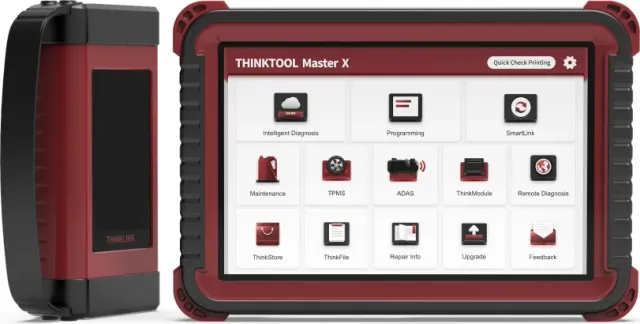 THINKTOOL Master X
Quick Check Printing
Intelligent Diagnosis
Programming
SmartLink
Maintenance
TPMS
ADAS
ThinkModule
Remote Diagnosis
ThinkStore
ThinkFile
Repair Info
Upgrade
Feedback
THINKLINK